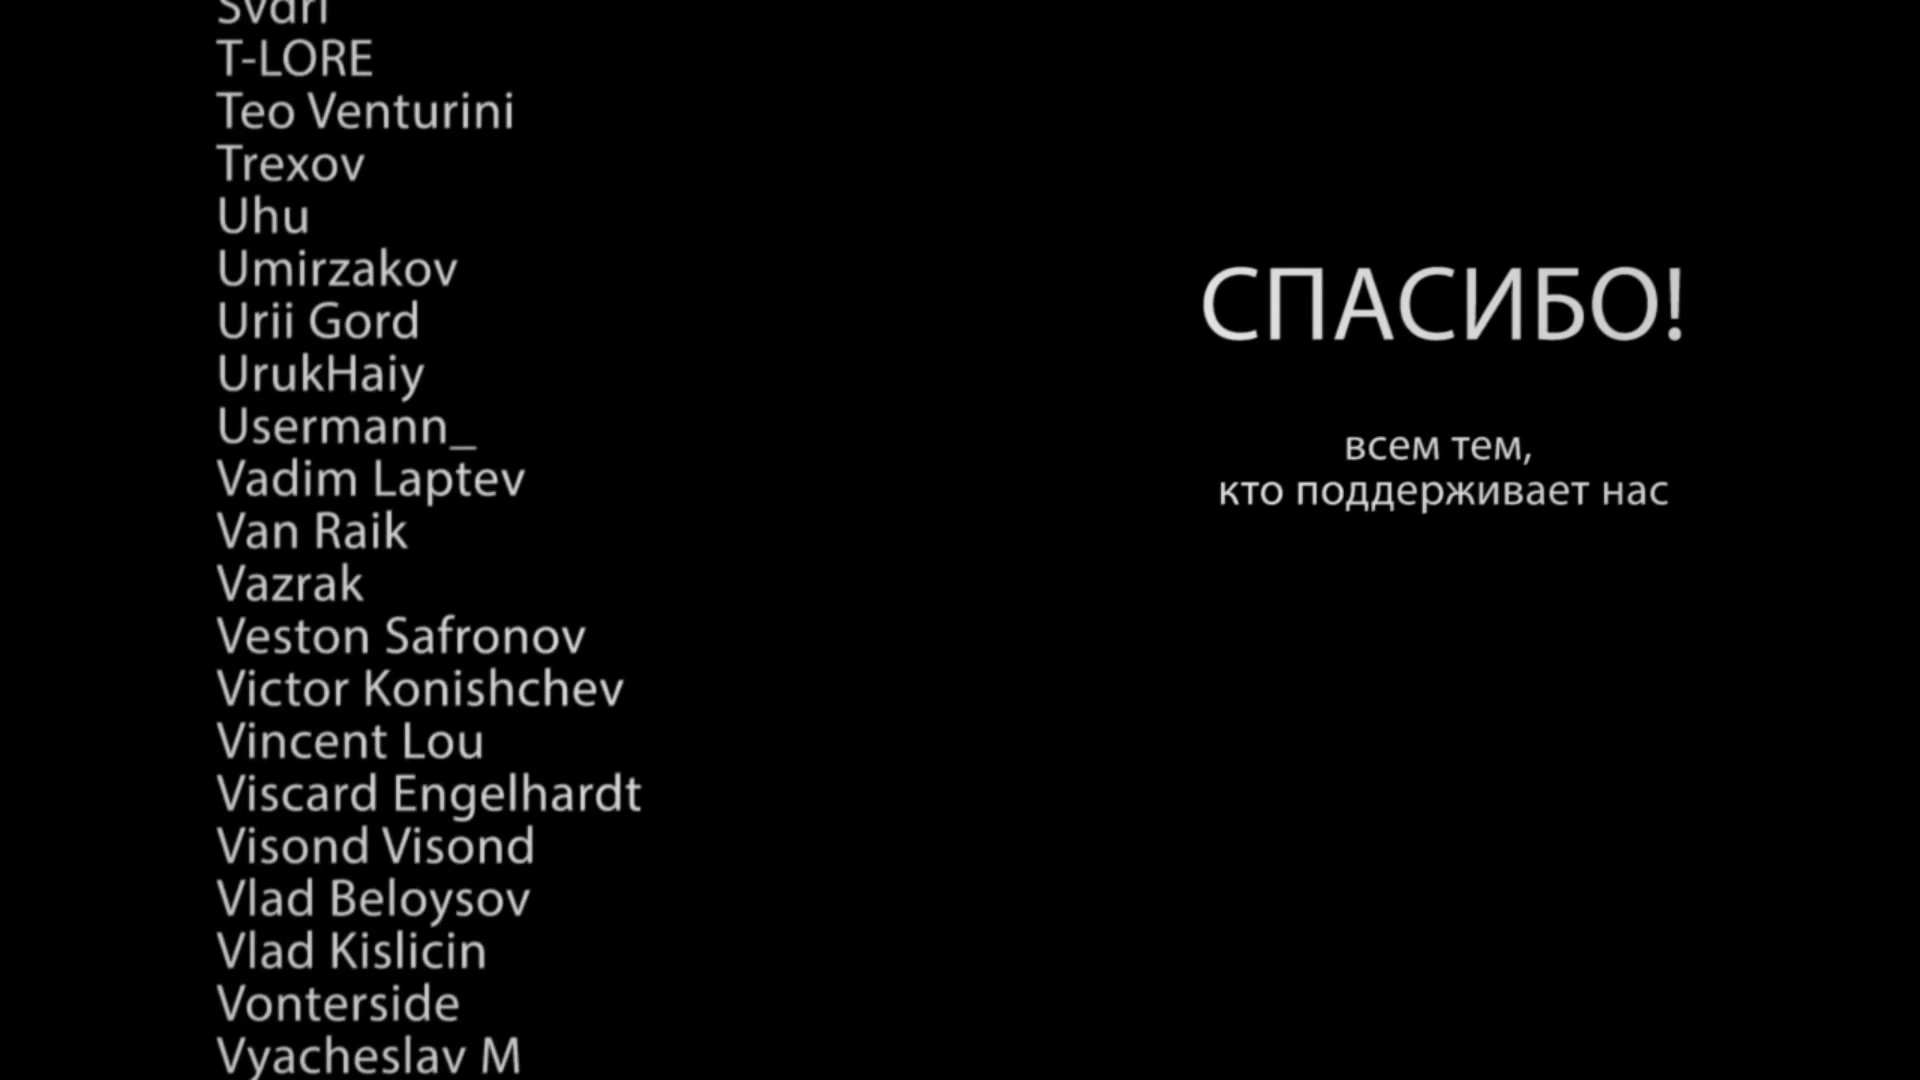 T-LORE
Teo Venturini
Trexov
Uhu
Umirzakov
Urii Gord
UrukHaiy
Usermann_
Vadim Laptev
Van Raik
Vazrak
Veston Safronov
Victor Konishchev
Vincent Lou
Viscard Engelhardt
Visond Visond
Vlad Beloysov
Vlad Kislicin
Vonterside
Vyacheslav M
СПАСИБО!
всем тем,
кто поддерживает нас